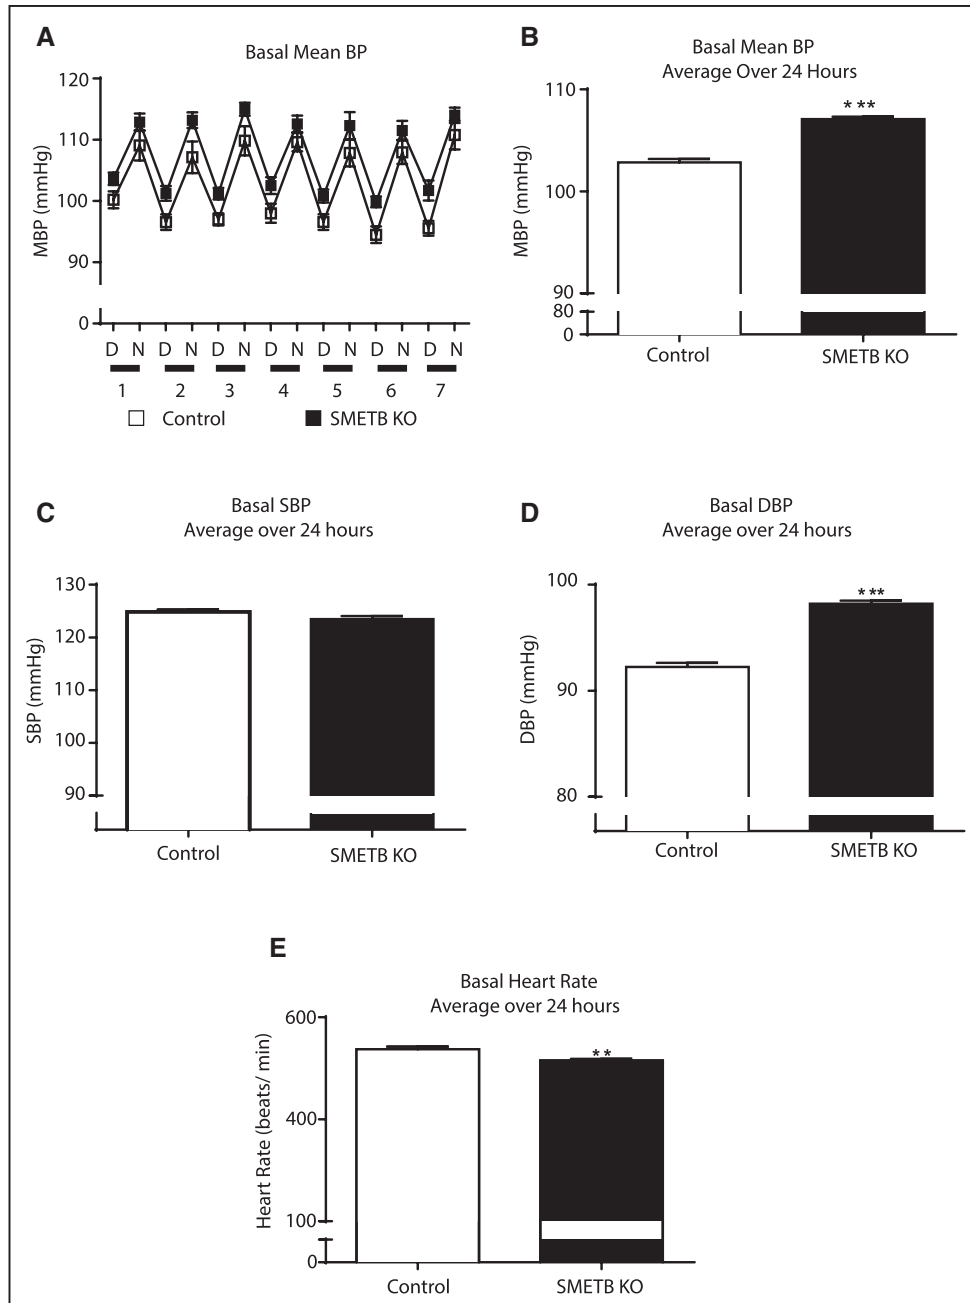 A
Basal Mean BP
120
110
100
90
0
MBP (mmHg)
D N D N D N D N D N D N D N
1 2 3 4 5 6 7
Control SMETB KO
B
Basal Mean BP
Average Over 24 Hours
110
100
90
80
0
MBP (mmHg)
* **
Control SMETB KO
C
Basal SBP
Average over 24 hours
130
120
110
100
90
SBP (mmHg)
Control SMETB KO
D
Basal DBP
Average over 24 hours
100
90
80
DBP (mmHg)
* **
Control SMETB KO
E
Basal Heart Rate
Average over 24 hours
600
400
100
0
Heart Rate (beats/ min)
**
Control SMETB KO